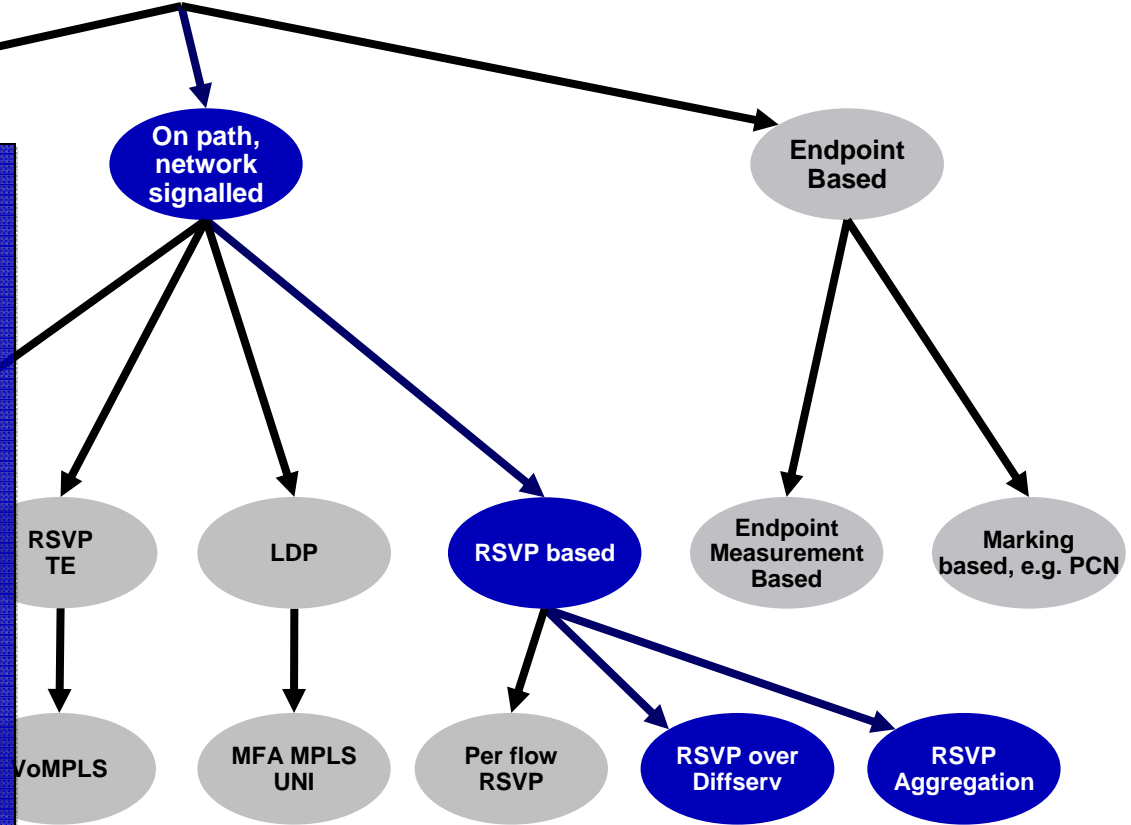 On path,
network
signalled
Endpoint
Based
RSVP
TE
LDP
RSVP based
Endpoint
Measurement
Based
Marking
based, e.g. PCN
VoMPLS
MFA MPLS
UNI
Per flow
RSVP
RSVP over
Diffserv
RSVP
Aggregation